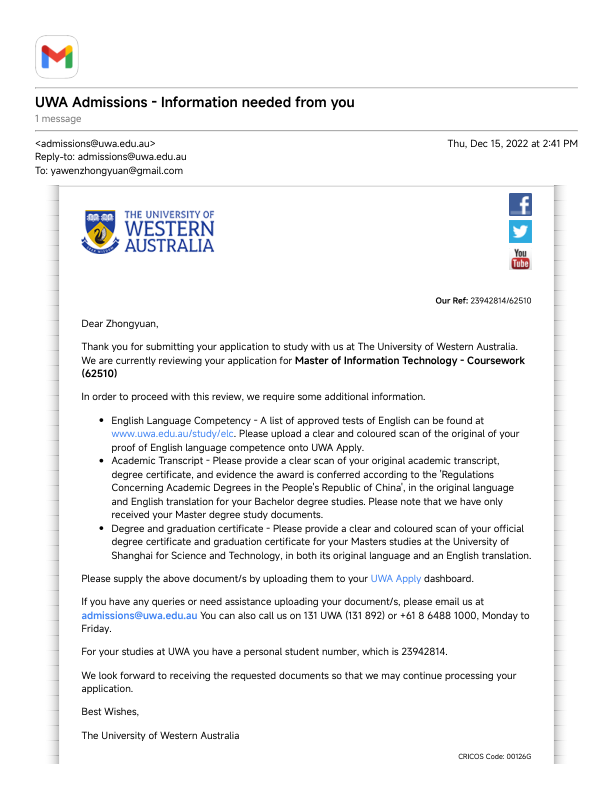 UWA Admissions - Information needed from you
1 message
<admissions@uwa.edu.au>
Thu, Dec 15, 2022 at 2:41 PM
Reply-to: admissions@uwa.edu.au
To: yawenzhongyuan@gmail.com
THE UNIVERSITY OF
WESTERN
AUSTRALIA
You
Tube
Our Ref: 23942814/62510
Dear Zhongyuan,
Thank you for submitting your application to study with us at The University of Western Australia.
We are currently reviewing your application for Master of Information Technology - Coursework
(62510)
In order to proceed with this review, we require some additional information.
• English Language Competency - A list of approved tests of English can be found at
www.uwa.edu.au/study/elc. Please upload a clear and coloured scan of the original of your
proof of English language competence onto UWA Apply.
• Academic Transcript - Please provide a clear scan of your original academic transcript,
degree certificate, and evidence the award is conferred according to the 'Regulations
Concerning Academic Degrees in the People's Republic of China', in the original language
and English translation for your Bachelor degree studies. Please note that we have only
received your Master degree study documents.
• Degree and graduation certificate - Please provide a clear and coloured scan of your official
degree certificate and graduation certificate for your Masters studies at the University of
Shanghai for Science and Technology, in both its original language and an English translation.
Please supply the above document/s by uploading them to your UWA Apply dashboard.
If you have any queries or need assistance uploading your document/s, please email us at
admissions@uwa.edu.au You can also call us on 131 UWA (131 892) or +61 8 6488 1000, Monday to
Friday.
For your studies at UWA you have a personal student number, which is 23942814.
We look forward to receiving the requested documents so that we may continue processing your
application.
Best Wishes,
The University of Western Australia
CRICOS Code: 00126G